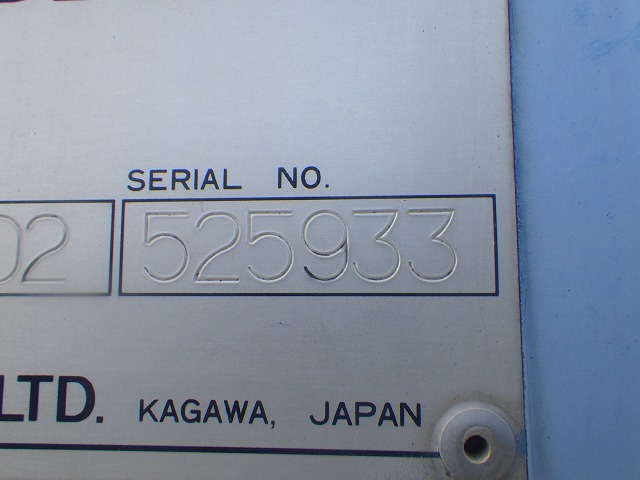 SERIAL NO.
02 525933
LTD. KAGAWA, JAPAN